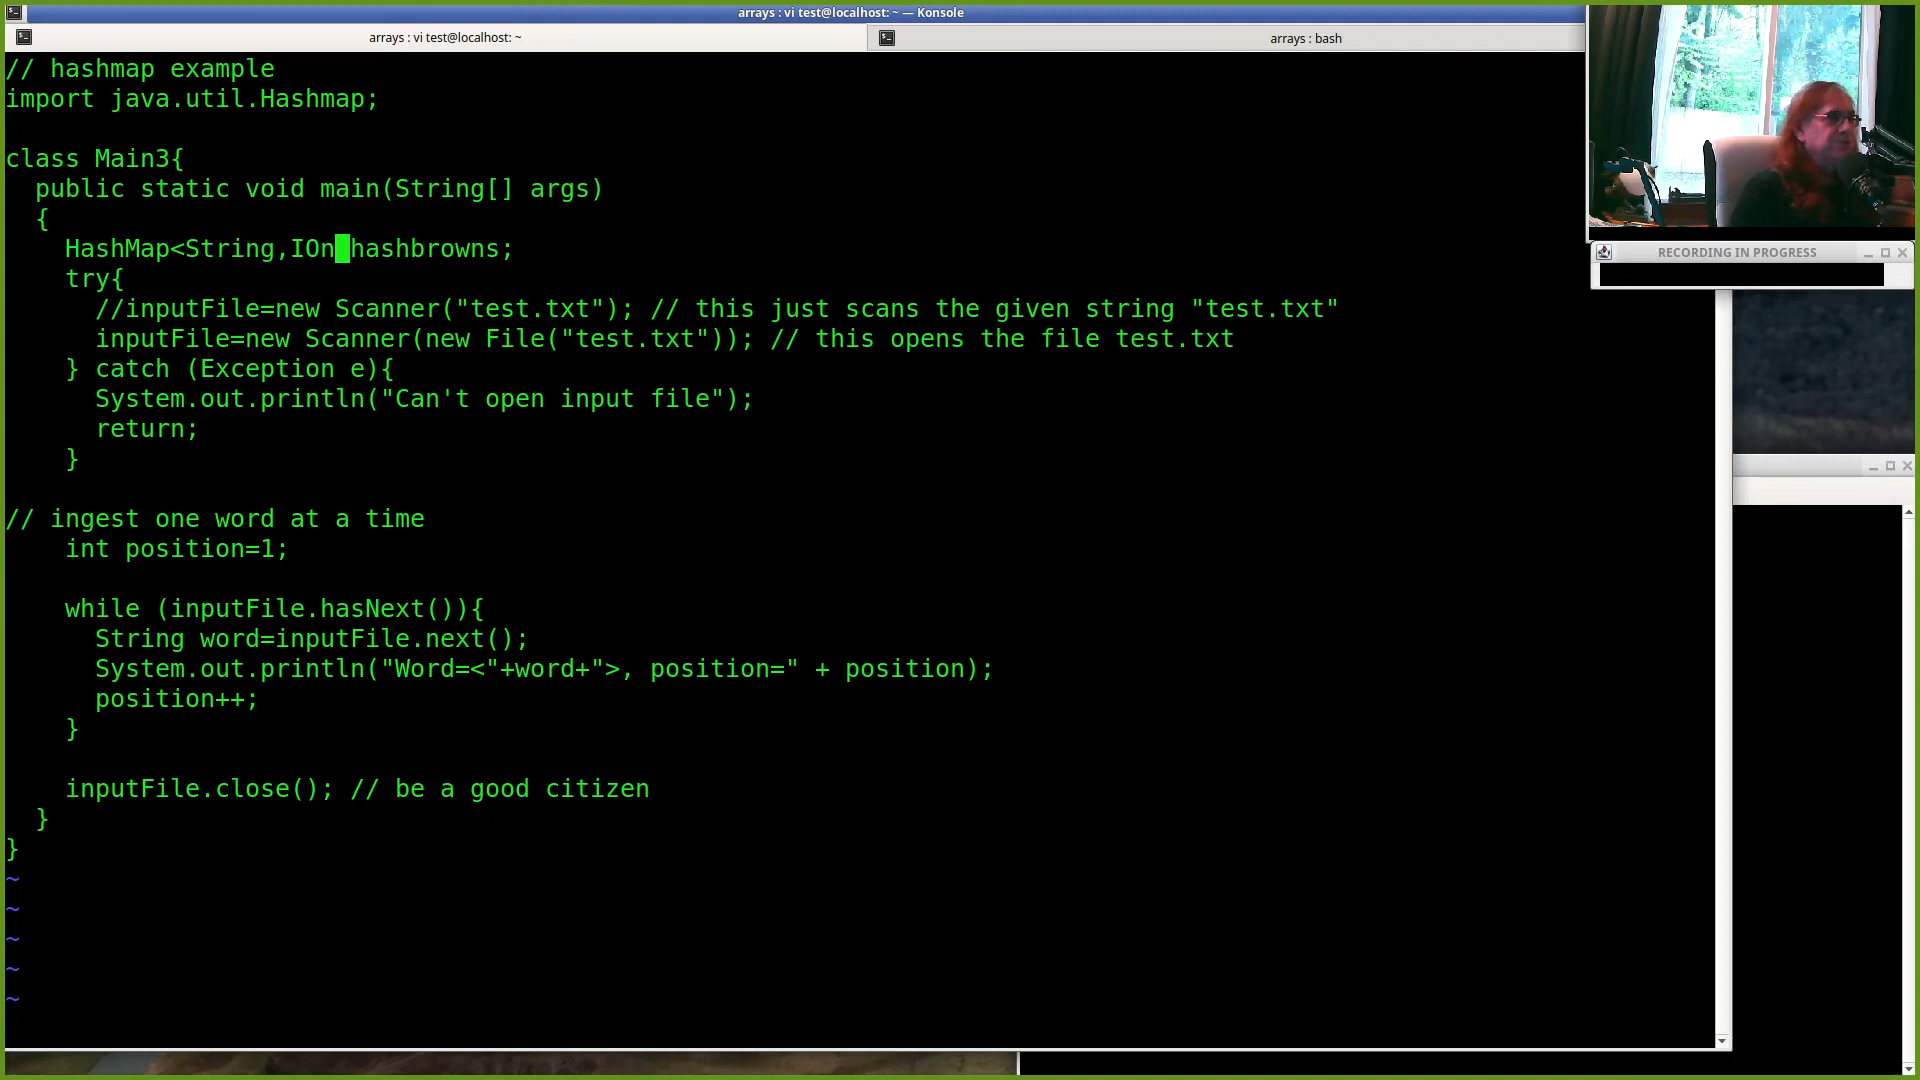 arrays : vi test@localhost: ~ — Konsole
arrays : vi test@localhost: ~
arrays : bash
// hashmap example
import java.util.Hashmap;
class Main3{
  public static void main(String[] args)
  {
    HashMap<String,IOn hashbrowns;
    try{
      //inputFile=new Scanner("test.txt"); // this just scans the given string "test.txt"
      inputFile=new Scanner(new File("test.txt")); // this opens the file test.txt
    } catch (Exception e){
      System.out.println("Can't open input file");
      return;
    }
// ingest one word at a time
    int position=1;
    while (inputFile.hasNext()){
      String word=inputFile.next();
      System.out.println("Word=<"+word+">, position=" + position);
      position++;
    }
    inputFile.close(); // be a good citizen
  }
}
~
~
~
~
~
RECORDING IN PROGRESS